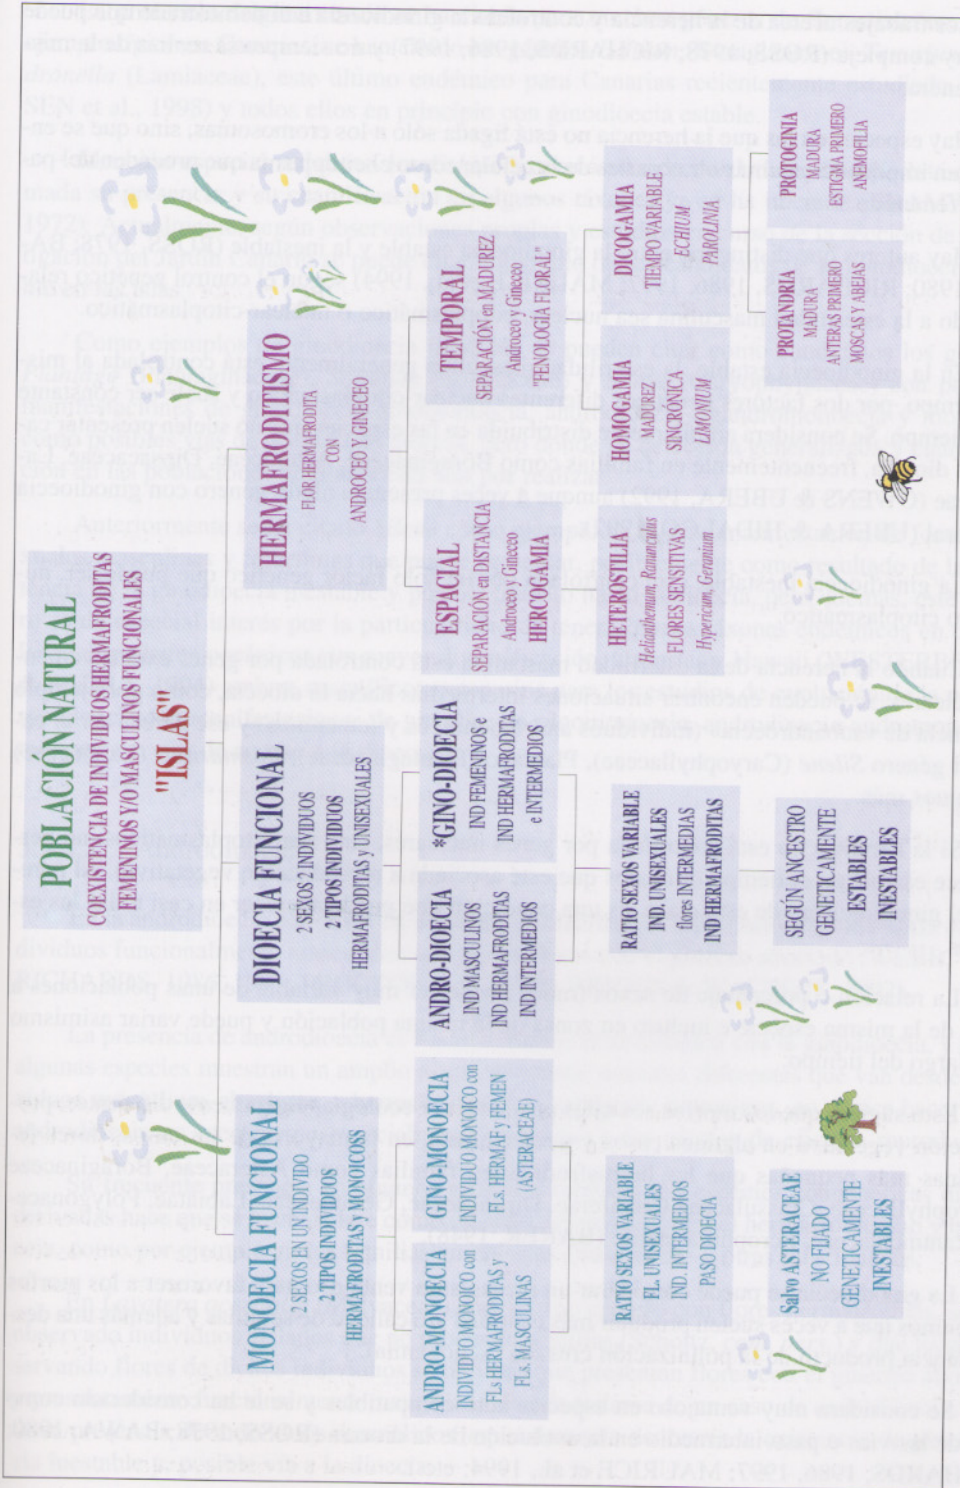 POBLACIÓN NATURAL
COEXISTENCIA DE INDIVIDUOS HERMAFRODITAS
FEMENINOS Y/O MASCULINOS FUNCIONALES
"ISLAS"
MONOECIA FUNCIONAL
2 SEXOS EN UN INDIVIDO
2 TIPOS INDIVIDUOS
HERMAFRODITAS y MONOICOSS
ANDRO-MONOECIA
INDIVIDUO MONOICO con
FLs. HERMAFRODITAS y
FLs. MASCULINAS
GINO-MONOECIA
INDIVIDUO MONOICO con
FLs. HERMAF y FEMEN
(ASTERACEAE)
RATIO SEXOS VARIABLE
FL. UNISEXUALES
IND. INTERMEDIOS
PASO DIOECIA
Salvo ASTERACEAE
NO FIJADO
GENETICAMENTE
INESTABLES
DIOECIA FUNCIONAL
2 SEXOS 2 INDIVIDUOS
2 TIPOS INDIVIDUOS
HERMAFRODITAS y UNISEXUALES
ANDRO-DIOECIA
IND MASCULINOS
IND HERMAFRODITAS
IND INTERMEDIOS
*GINO-DIOECIA
IND FEMENINOS e
IND HERMAFRODITAS
e INTERMEDIOS
RATIO SEXOS VARIABLE
IND. UNISEXUALES
flores INTERMEDIAS
IND HERMAFRODITAS
SEGÚN ANCESTRO
GENETICAMENTE
ESTABLES
INESTABLES
HERMAFRODITISMO
FLOR HERMAFRODITA
CON
ANDROCEO Y GINECEO
ESPACIAL
SEPARACIÓN en DISTANCIA
Androceo y Gineceo
HERCOGAMIA
TEMPORAL
SEPARACIÓN en MADUREZ
Androceo y Gineceo
"TENOLOGÍA FLORAL"
HETEROSTILIA
Helianthemum, Ranunculus
FLORES SENSITIVAS
Hypericum, Geranium
HOMOGAMIA
MADUREZ
SINCRÓNICA
LIMONIUM
DICOGAMIA
TIEMPO VARIABLE
ECHIUM
PAROLINIA
PROTANDRIA
MADURA
ANTERAS PRIMERO
MOSCAS Y ABEJAS
PROTOGINIA
MADURA
ESTIGMA PRIMERO
ANEMOFILIA